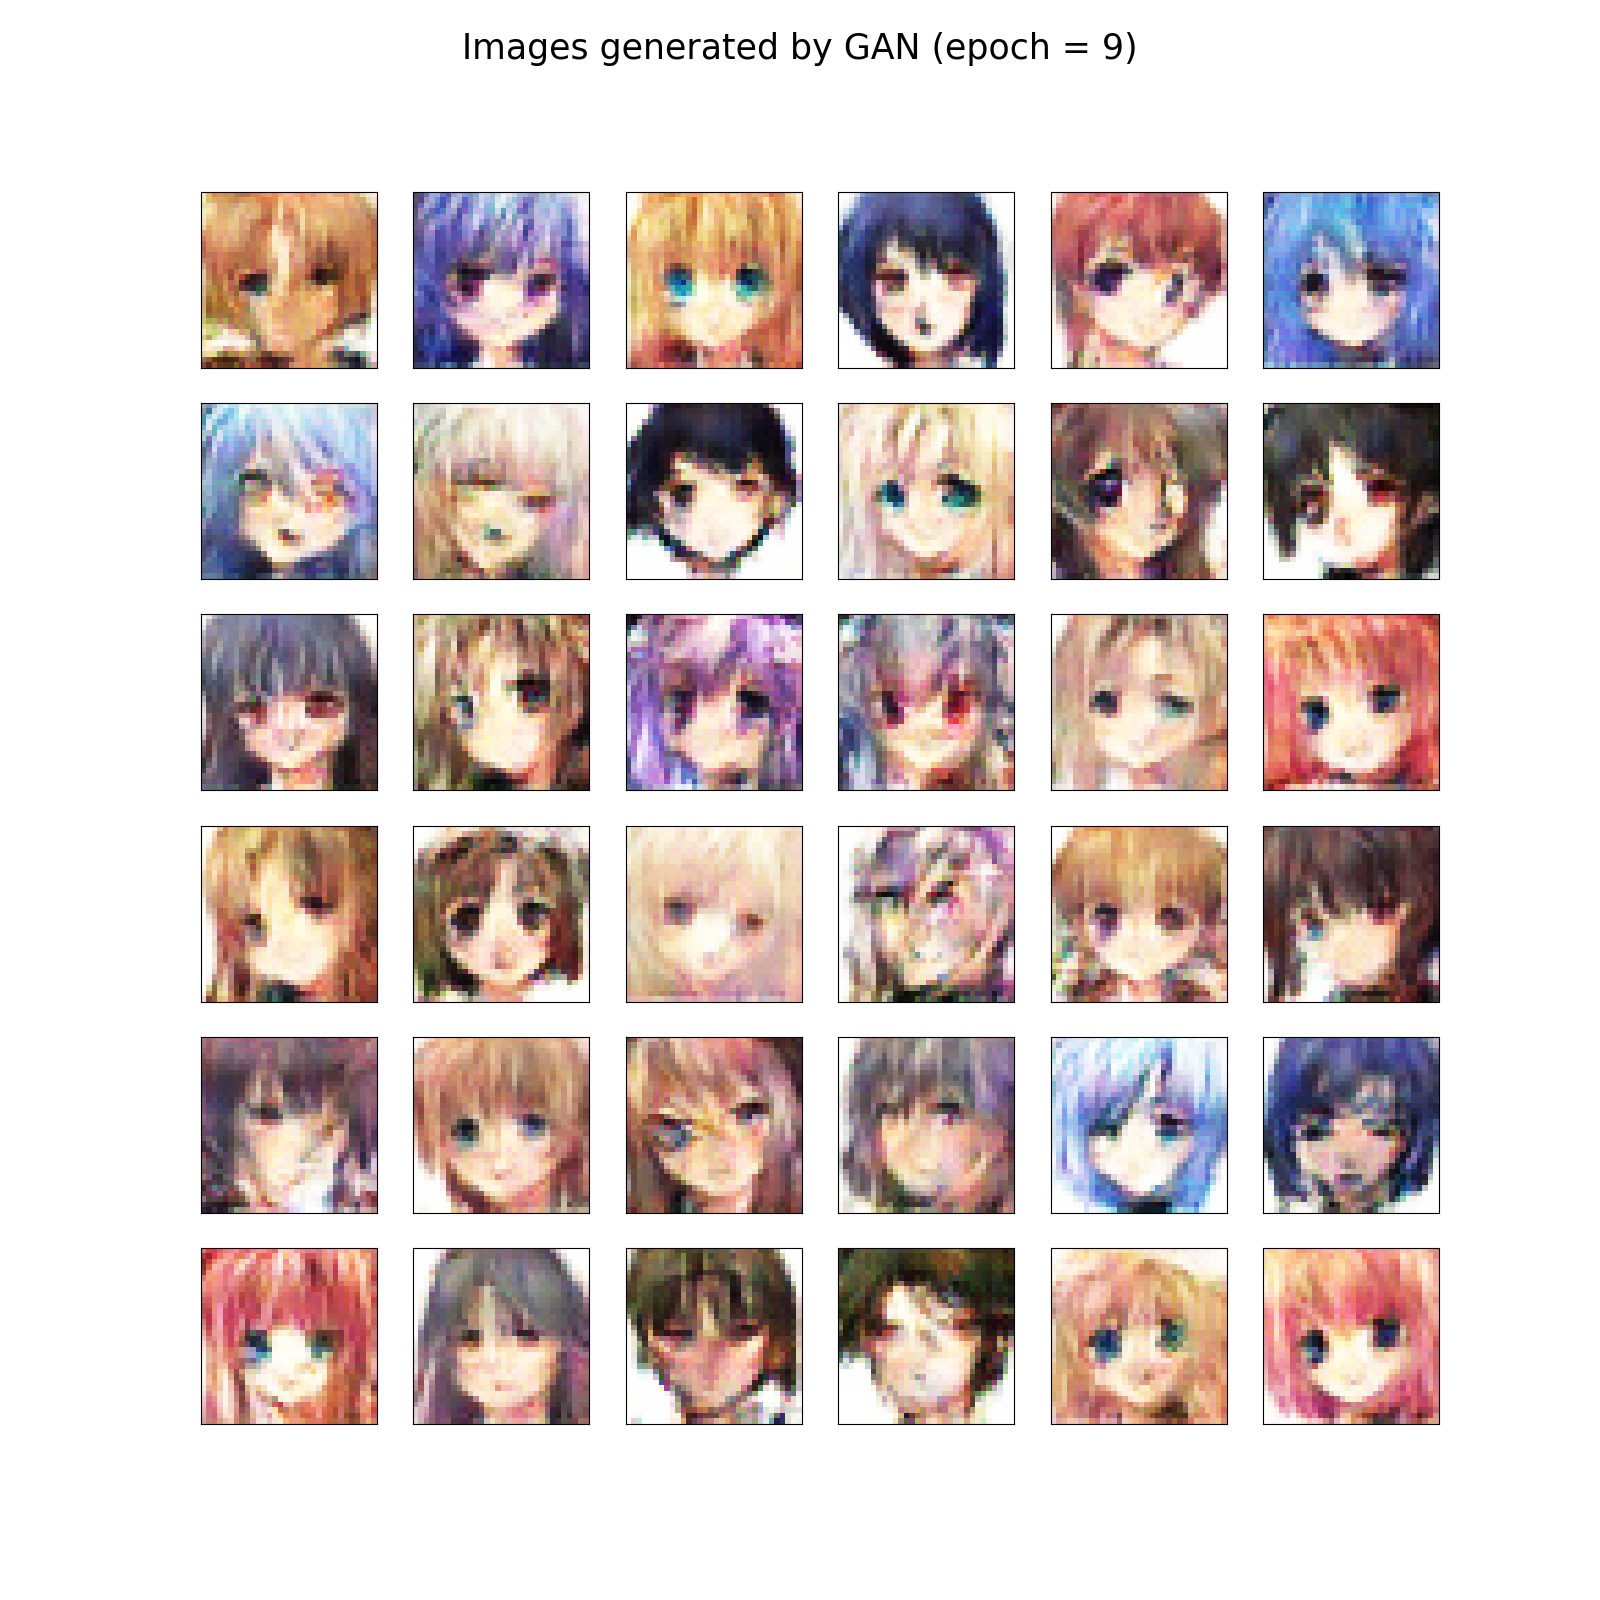 Images generated by GAN (epoch = 9)